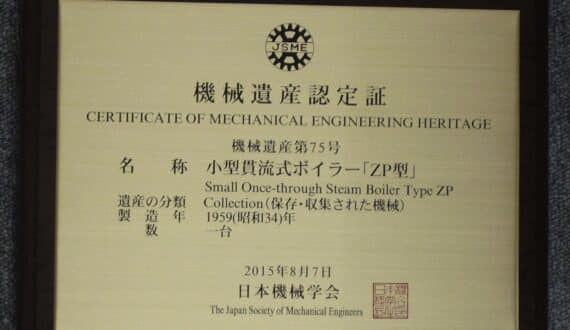 JSME
機械遺産認定証
CERTIFICATE OF MECHANICAL ENGINEERING HERITAGE
機械遺産第75号
名 称 小型貫流式ボイラー「ZP型」
Small Once-through Steam Boiler Type ZP
遺産の分類 Collection(保存・収集された機械)
製造年 1959(昭和34)年
数 一台
2015年8月7日
日本機械学会
The Japan Society of Mechanical Engineers